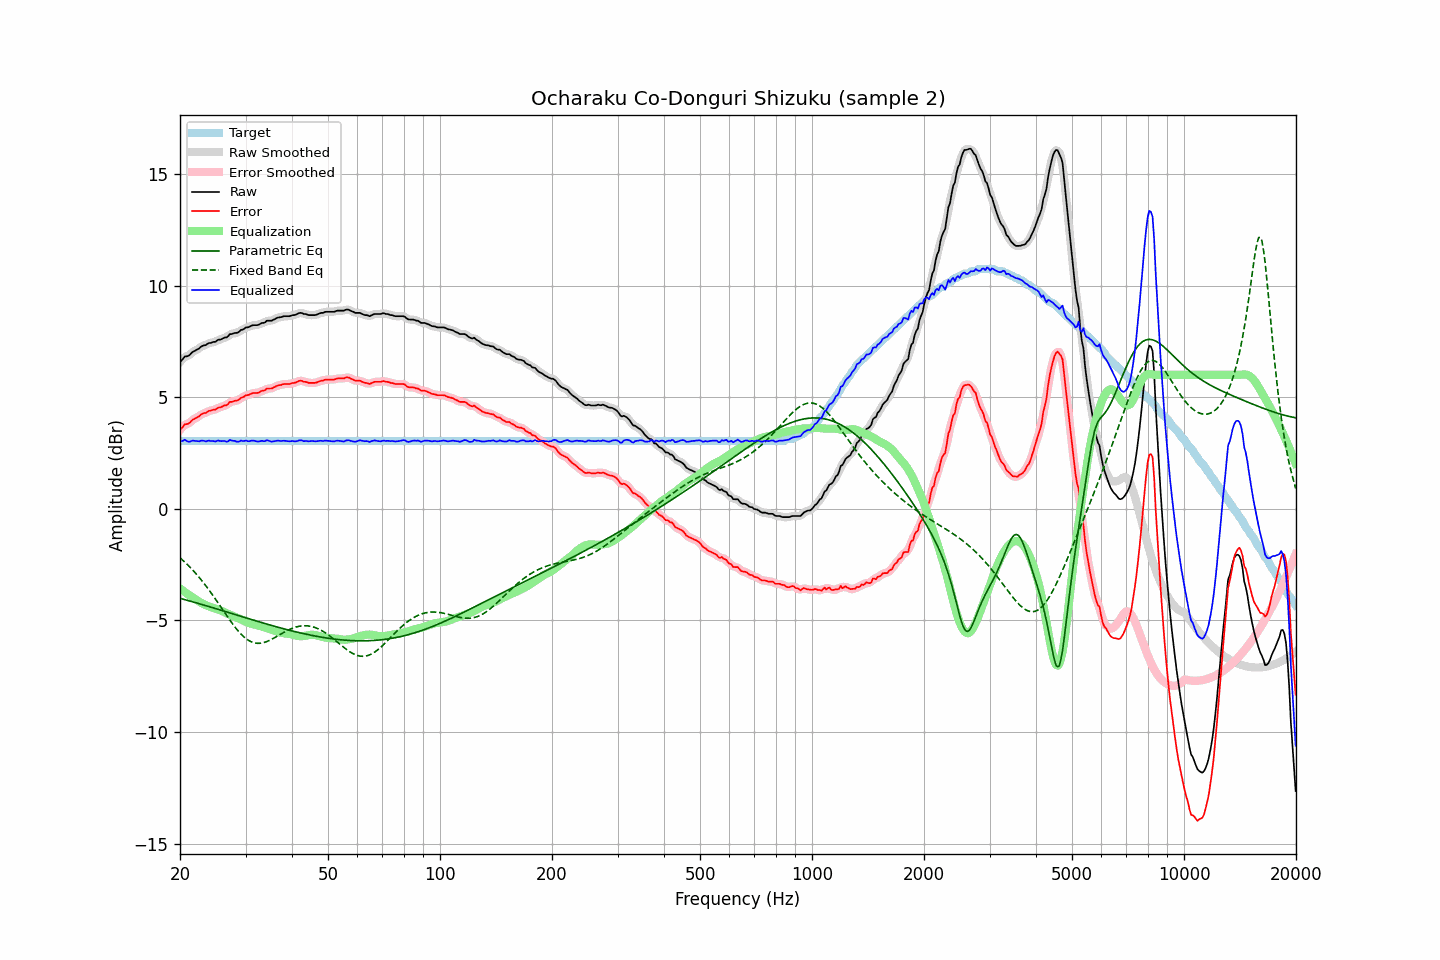 Ocharaku Co-Donguri Shizuku (sample 2)
Target
Raw Smoothed
Error Smoothed
Raw
Error
Equalization
Parametric Eq
Fixed Band Eq
Equalized
Amplitude (dBr)
15
10
5
0
−5
−10
−15
20 50 100 200 500 1000 2000 5000 10000 20000
Frequency (Hz)